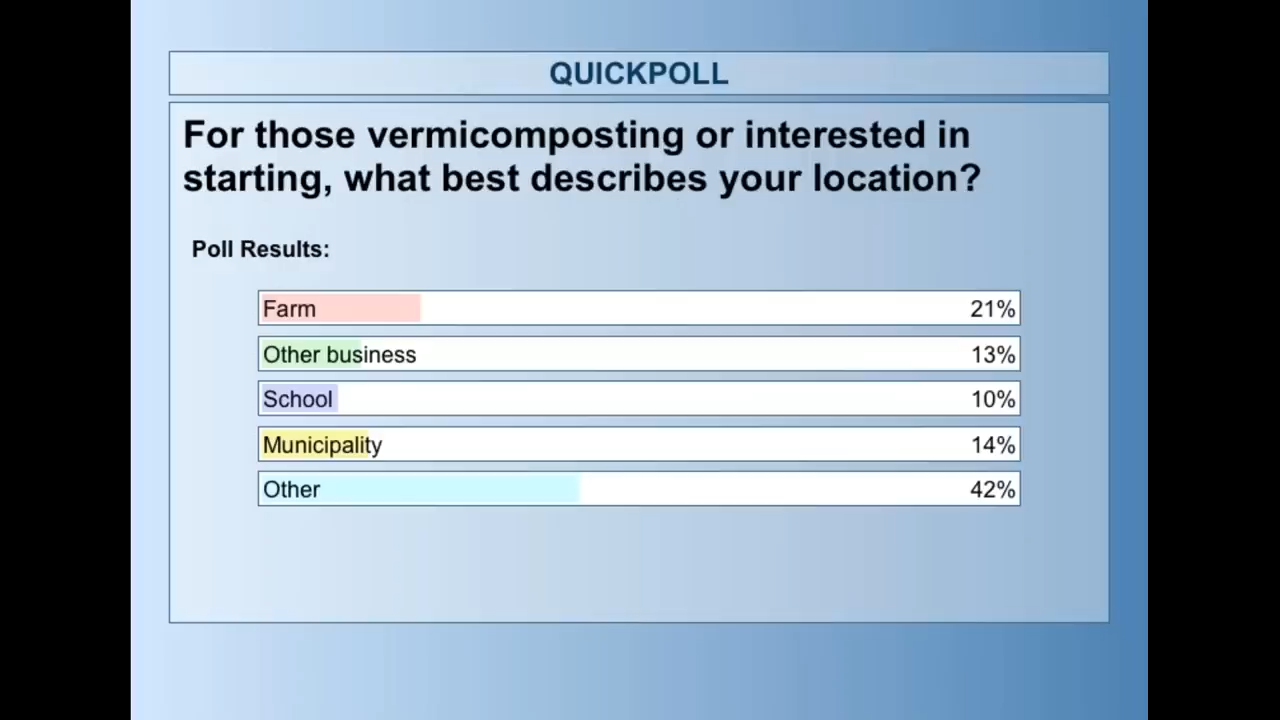 QUICKPOLL
For those vermicomposting or interested in
starting, what best describes your location?
Poll Results:
Farm 21%
Other business 13%
School 10%
Municipality 14%
Other 42%